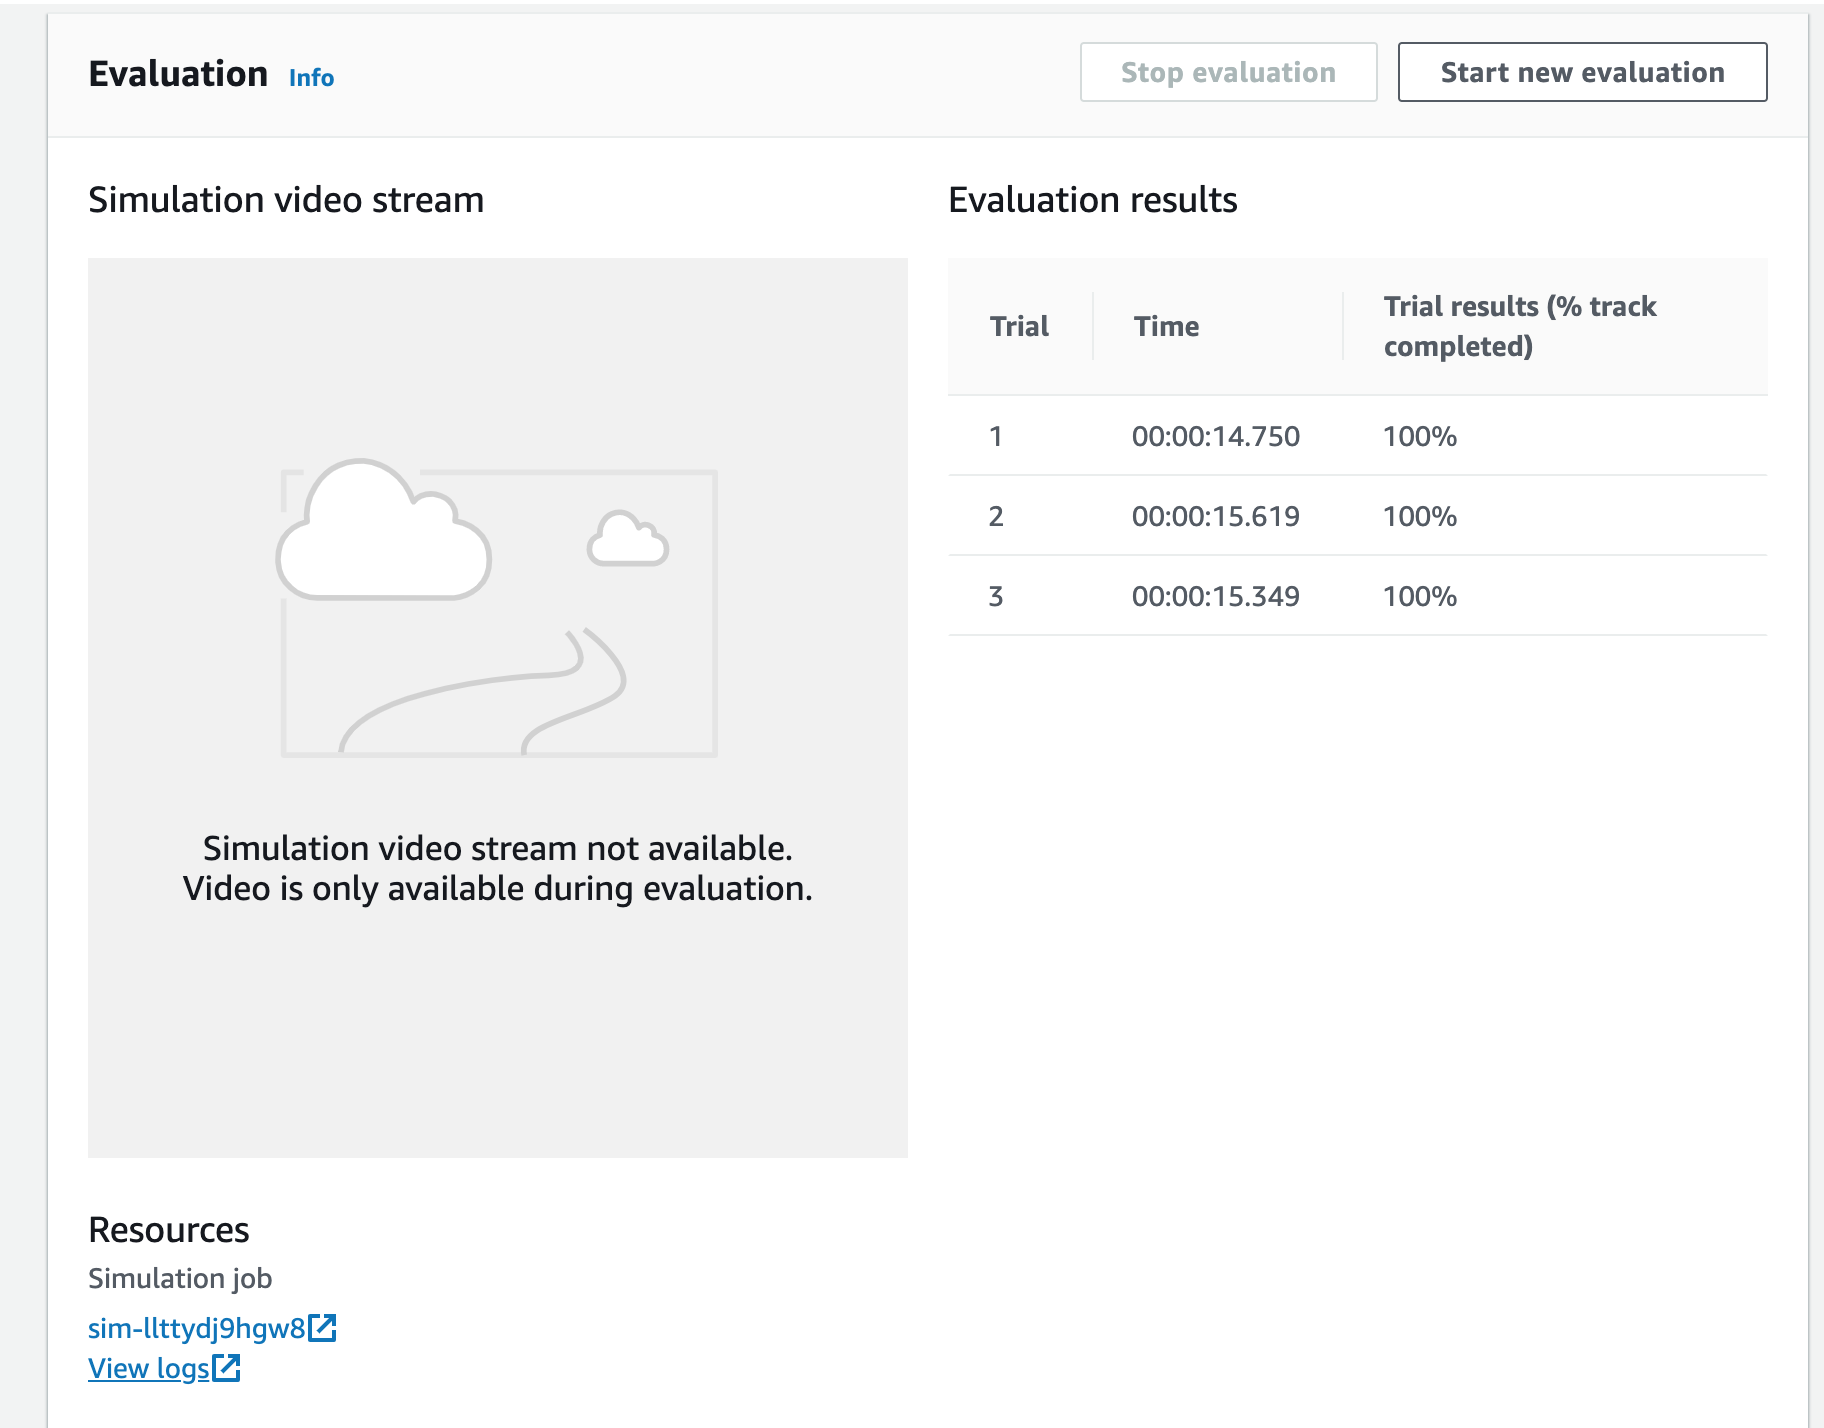 Evaluation Info
Stop evaluation
Start new evaluation
Simulation video stream
Simulation video stream not available.
Video is only available during evaluation.
Evaluation results
Trial Time Trial results (% track
completed)
1 00:00:14.750 100%
2 00:00:15.619 100%
3 00:00:15.349 100%
Resources
Simulation job
sim-llttydj9hgw8
View logs